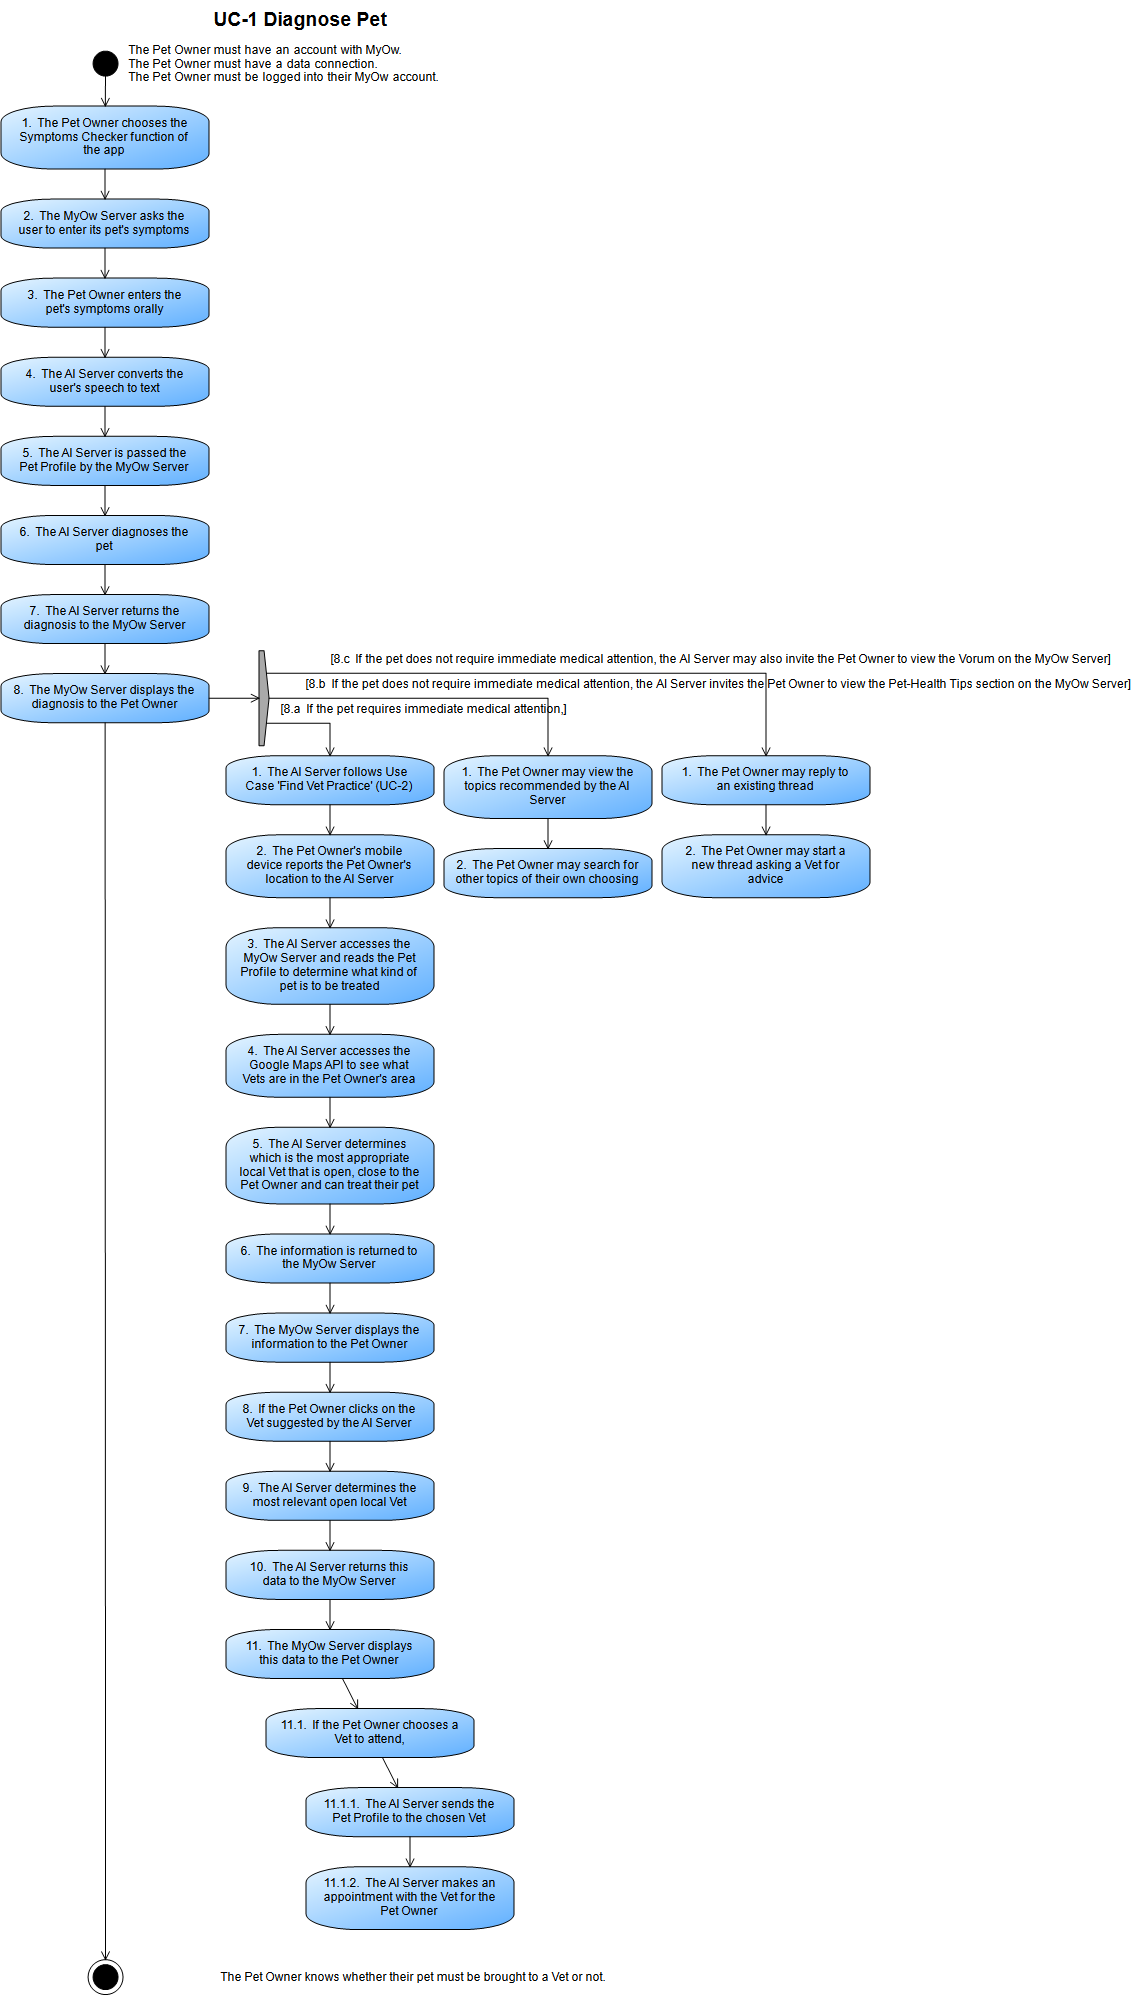 UC-1 Diagnose Pet
The Pet Owner must have an account with MyOw.
The Pet Owner must have a data connection.
The Pet Owner must be logged into their MyOw account.
1. The Pet Owner chooses the
Symptoms Checker function of
the app
2. The MyOw Server asks the
user to enter its pet's symptoms
3. The Pet Owner enters the
pet's symptoms orally
4. The AI Server converts the
user's speech to text
5. The AI Server is passed the
Pet Profile by the MyOw Server
6. The AI Server diagnoses the
pet
7. The AI Server returns the
diagnosis to the MyOw Server
8. The MyOw Server displays the
diagnosis to the Pet Owner
[8.c If the pet does not require immediate medical attention, the AI Server may also invite the Pet Owner to view the Vorum on the MyOw Server]
[8.b If the pet does not require immediate medical attention, the AI Server invites the Pet Owner to view the Pet-Health Tips section on the MyOw Server]
[8.a If the pet requires immediate medical attention,]
1. The AI Server follows Use
Case 'Find Vet Practice' (UC-2)
2. The Pet Owner's mobile
device reports the Pet Owner's
location to the AI Server
3. The AI Server accesses the
MyOw Server and reads the Pet
Profile to determine what kind of
pet is to be treated
4. The AI Server accesses the
Google Maps API to see what
Vets are in the Pet Owner's area
5. The AI Server determines
which is the most appropriate
local Vet that is open, close to the
Pet Owner and can treat their pet
6. The information is returned to
the MyOw Server
7. The MyOw Server displays the
information to the Pet Owner
8. If the Pet Owner clicks on the
Vet suggested by the AI Server
9. The AI Server determines the
most relevant open local Vet
10. The AI Server returns this
data to the MyOw Server
11. The MyOw Server displays
this data to the Pet Owner
11.1. If the Pet Owner chooses a
Vet to attend,
11.1.1. The AI Server sends the
Pet Profile to the chosen Vet
11.1.2. The AI Server makes an
appointment with the Vet for the
Pet Owner
1. The Pet Owner may view the
topics recommended by the AI
Server
2. The Pet Owner may search for
other topics of their own choosing
1. The Pet Owner may reply to
an existing thread
2. The Pet Owner may start a
new thread asking a Vet for
advice
The Pet Owner knows whether their pet must be brought to a Vet or not.